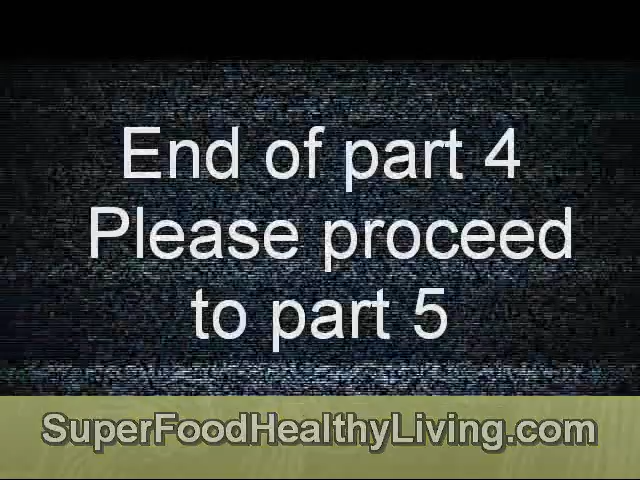 End of part 4
Please proceed
to part 5
SuperFoodHealthyLiving.com